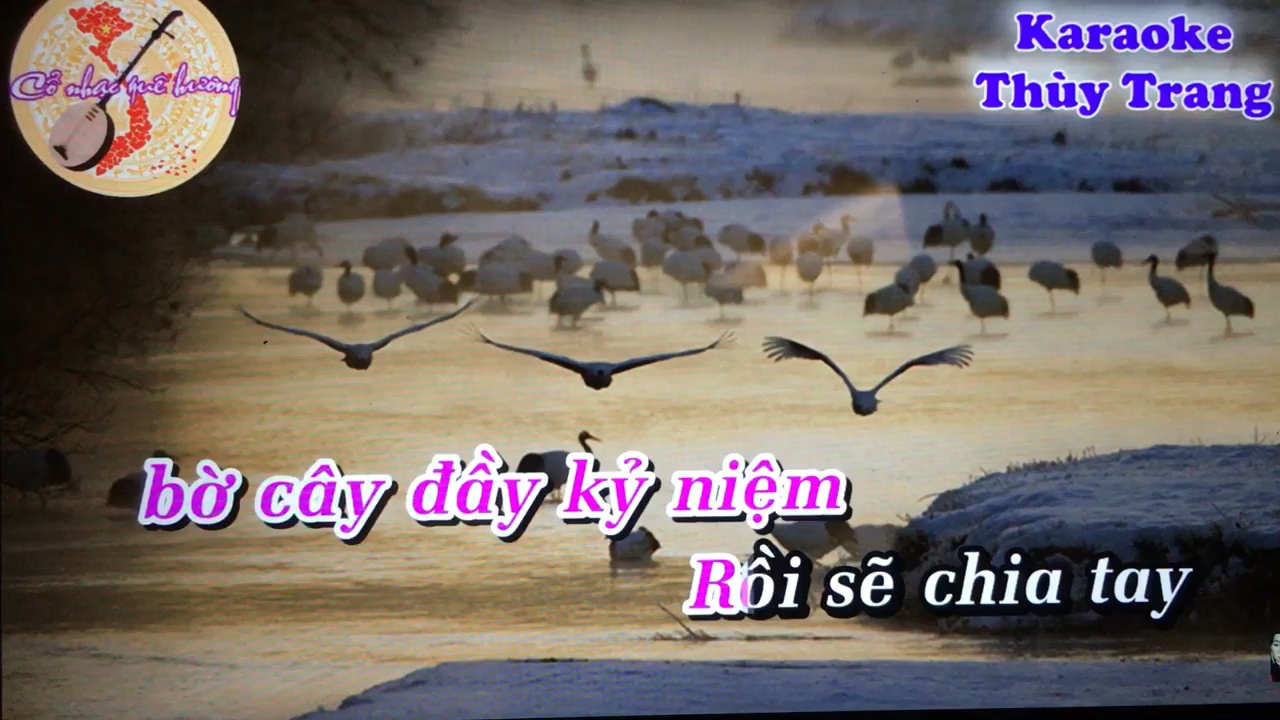 Cổ nhạc quê hương
Karaoke
Thùy Trang
bờ cây đầy kỷ niệm
Rồi sẽ chia tay